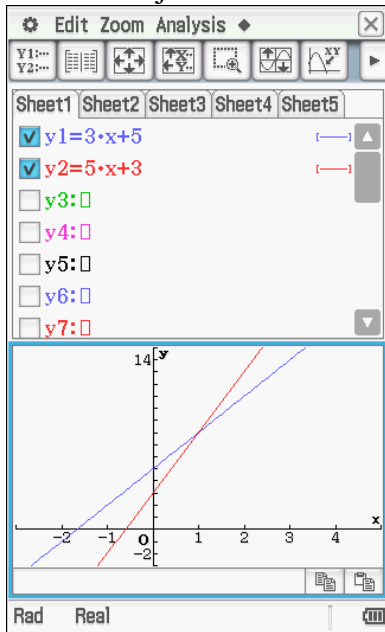 Edit Zoom Analysis ◆
Y1:···
Y2:···
XY
Sheet1 Sheet2 Sheet3 Sheet4 Sheet5
y1=3·x+5
y2=5·x+3
y3:▯
y4:▯
y5:▯
y6:▯
y7:▯
14 y
x
-2 -1 0 1 2 3 4
-2
Rad Real